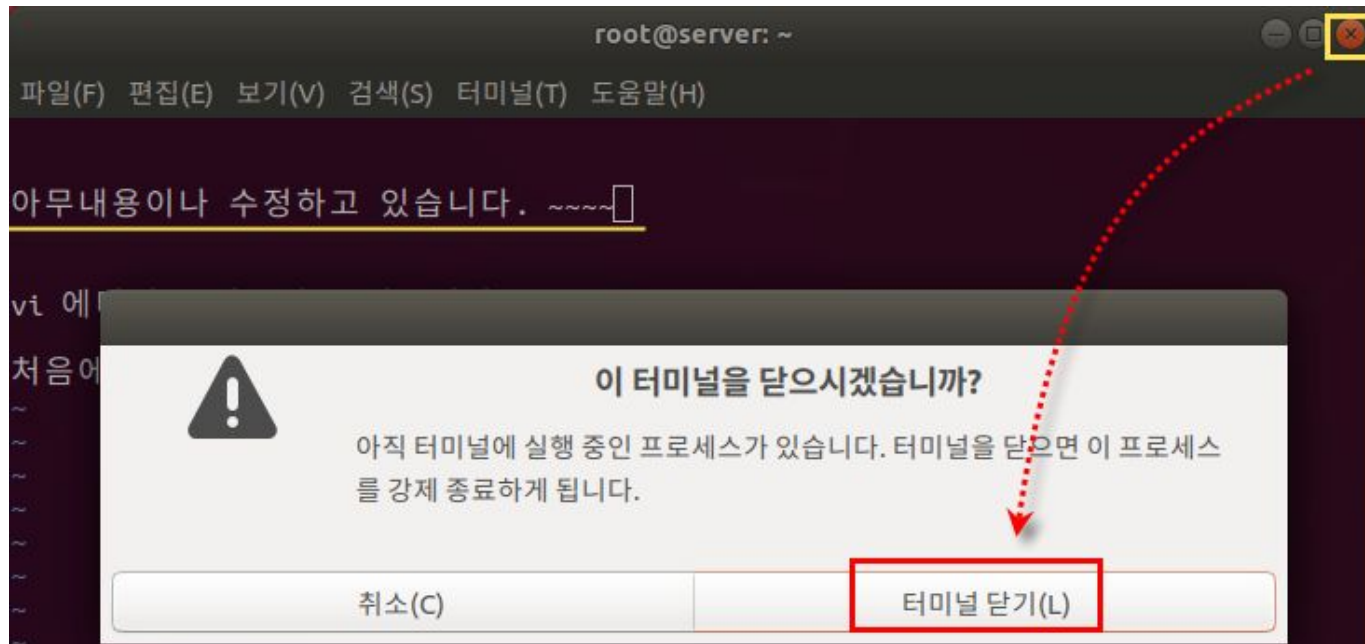 root@server: ~
파일(F) 편집(E) 보기(V) 검색(S) 터미널(T) 도움말(H)
아무내용이나 수정하고 있습니다. ~~~~
vi 에
이 터미널을 닫으시겠습니까?
처음에
아직 터미널에 실행 중인 프로세스가 있습니다. 터미널을 닫으면 이 프로세스
를 강제 종료하게 됩니다.
~
~
~
~
~
~
~
취소(C) 터미널 닫기(L)